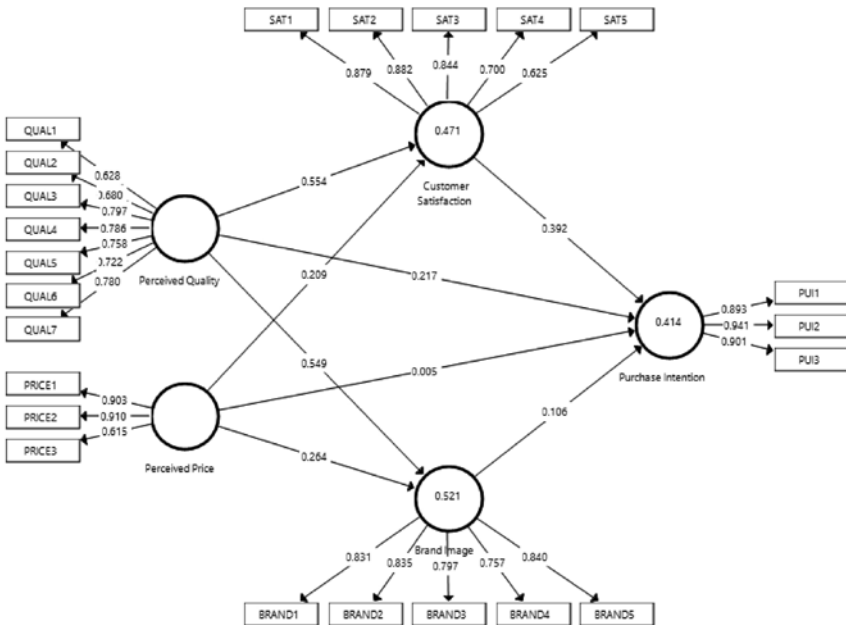 SAT1 SAT2 SAT3 SAT4 SAT5
0.879 0.882 0.844 0.700 0.625
0.471
Customer
Satisfaction
QUAL1
QUAL2
QUAL3
QUAL4
QUAL5
QUAL6
QUAL7
0.628
0.680
0.797
0.786
0.758
0.722
0.780
Perceived Quality
0.554
0.392
0.209
0.217
0.549
0.005
0.264
0.106
0.414
Purchase Intention
0.893 PUI1
0.941 PUI2
0.901 PUI3
PRICE1
PRICE2
PRICE3
0.903
0.910
0.615
Perceived Price
0.521
Brand Image
0.831 0.835 0.797 0.757 0.840
BRAND1 BRAND2 BRAND3 BRAND4 BRAND5